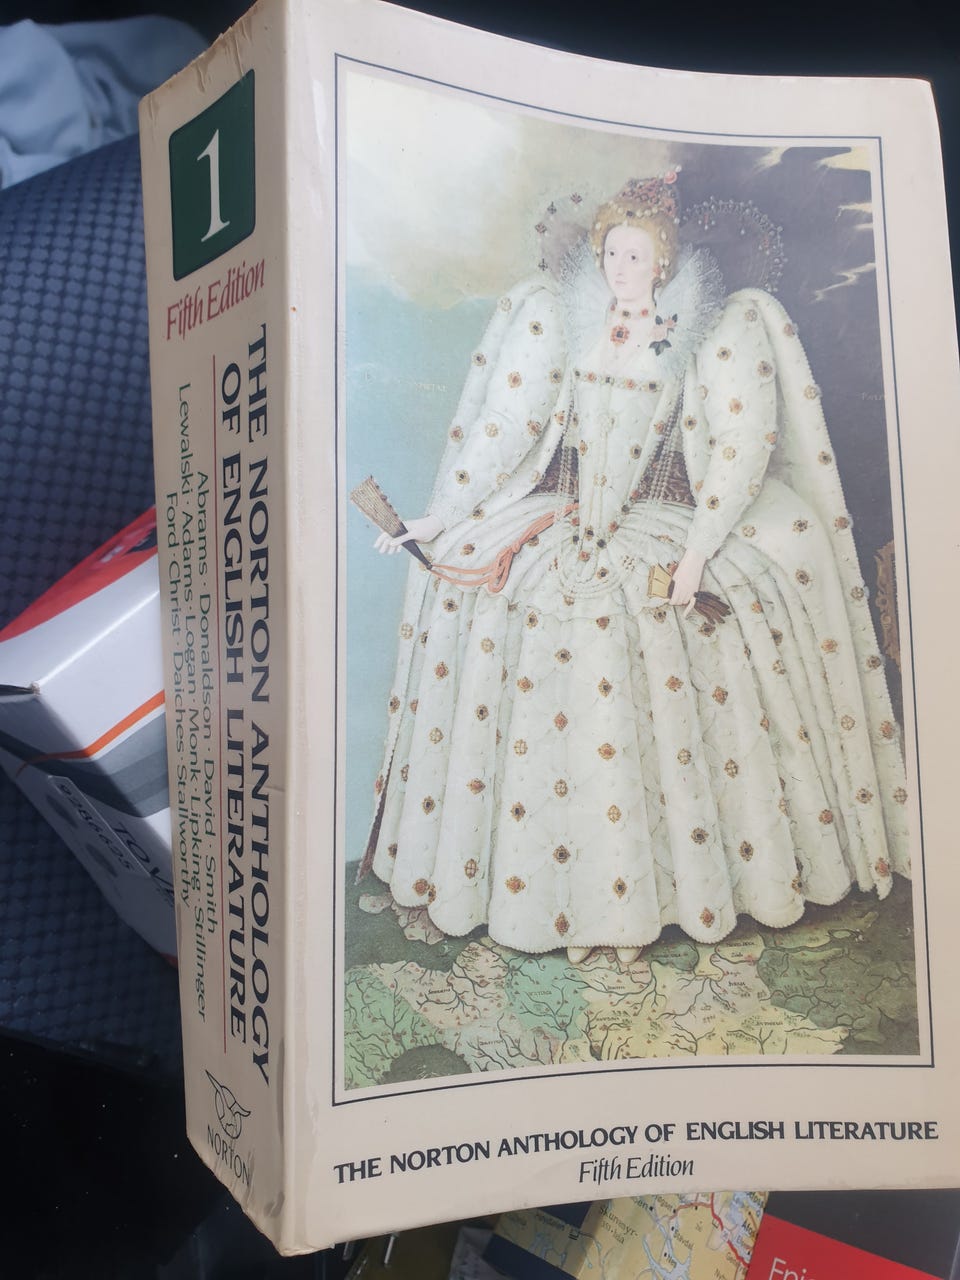 1
Fifth Edition
THE NORTON ANTHOLOGY
OF ENGLISH LITERATURE
Abrams · Donaldson · David · Smith
Lewalski · Adams · Logan · Monk · Lipking · Stillinger
Ford · Christ · Daiches · Stallworthy
NORTON
THE NORTON ANTHOLOGY OF ENGLISH LITERATURE
Fifth Edition